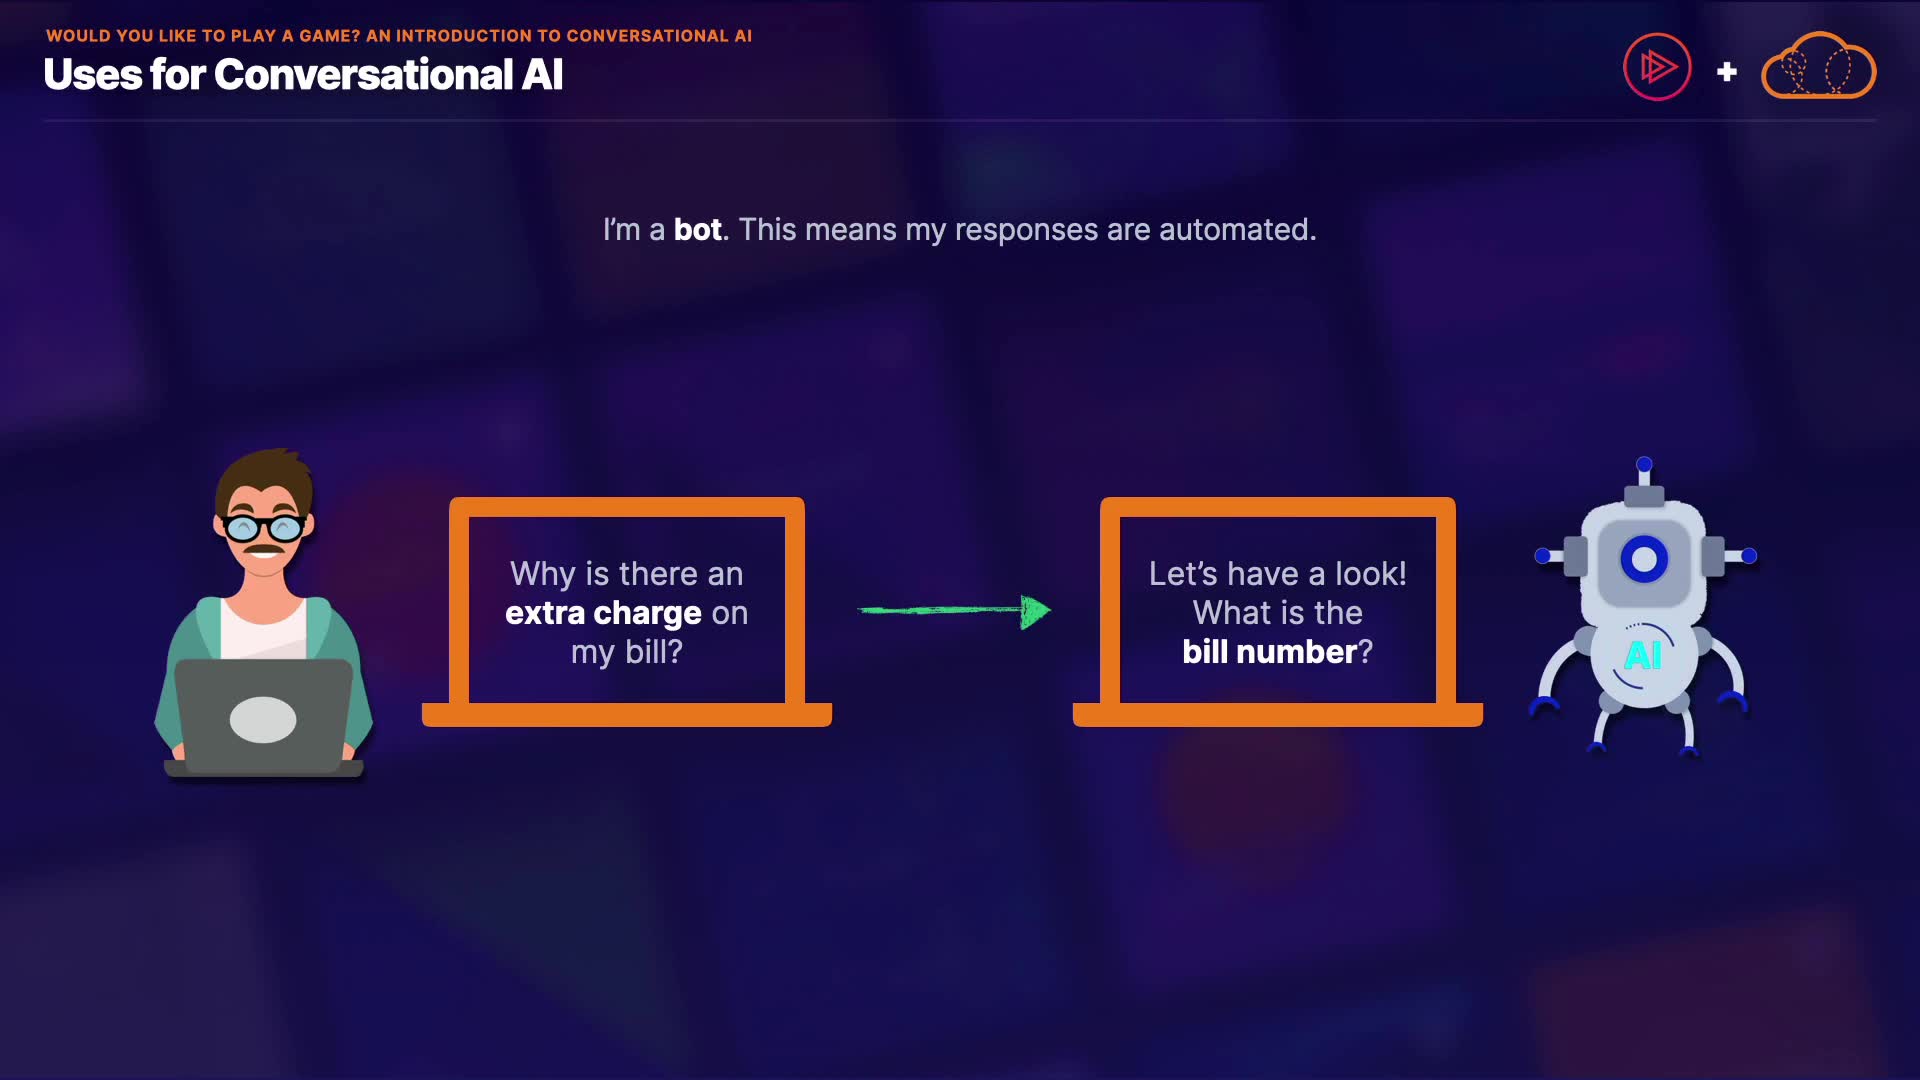 WOULD YOU LIKE TO PLAY A GAME? AN INTRODUCTION TO CONVERSATIONAL AI
Uses for Conversational AI
I’m a bot. This means my responses are automated.
Why is there an
extra charge on
my bill?
Let’s have a look!
What is the
bill number?
AI